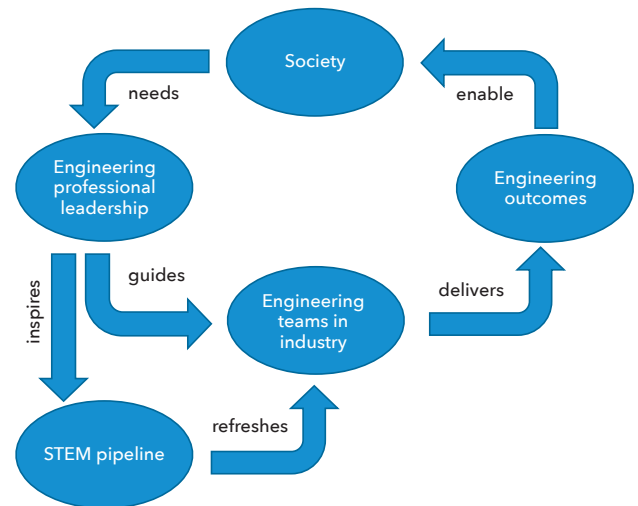 Society
needs
enable
Engineering
professional
leadership
Engineering
outcomes
inspires
guides
Engineering
teams in
industry
delivers
STEM pipeline
refreshes